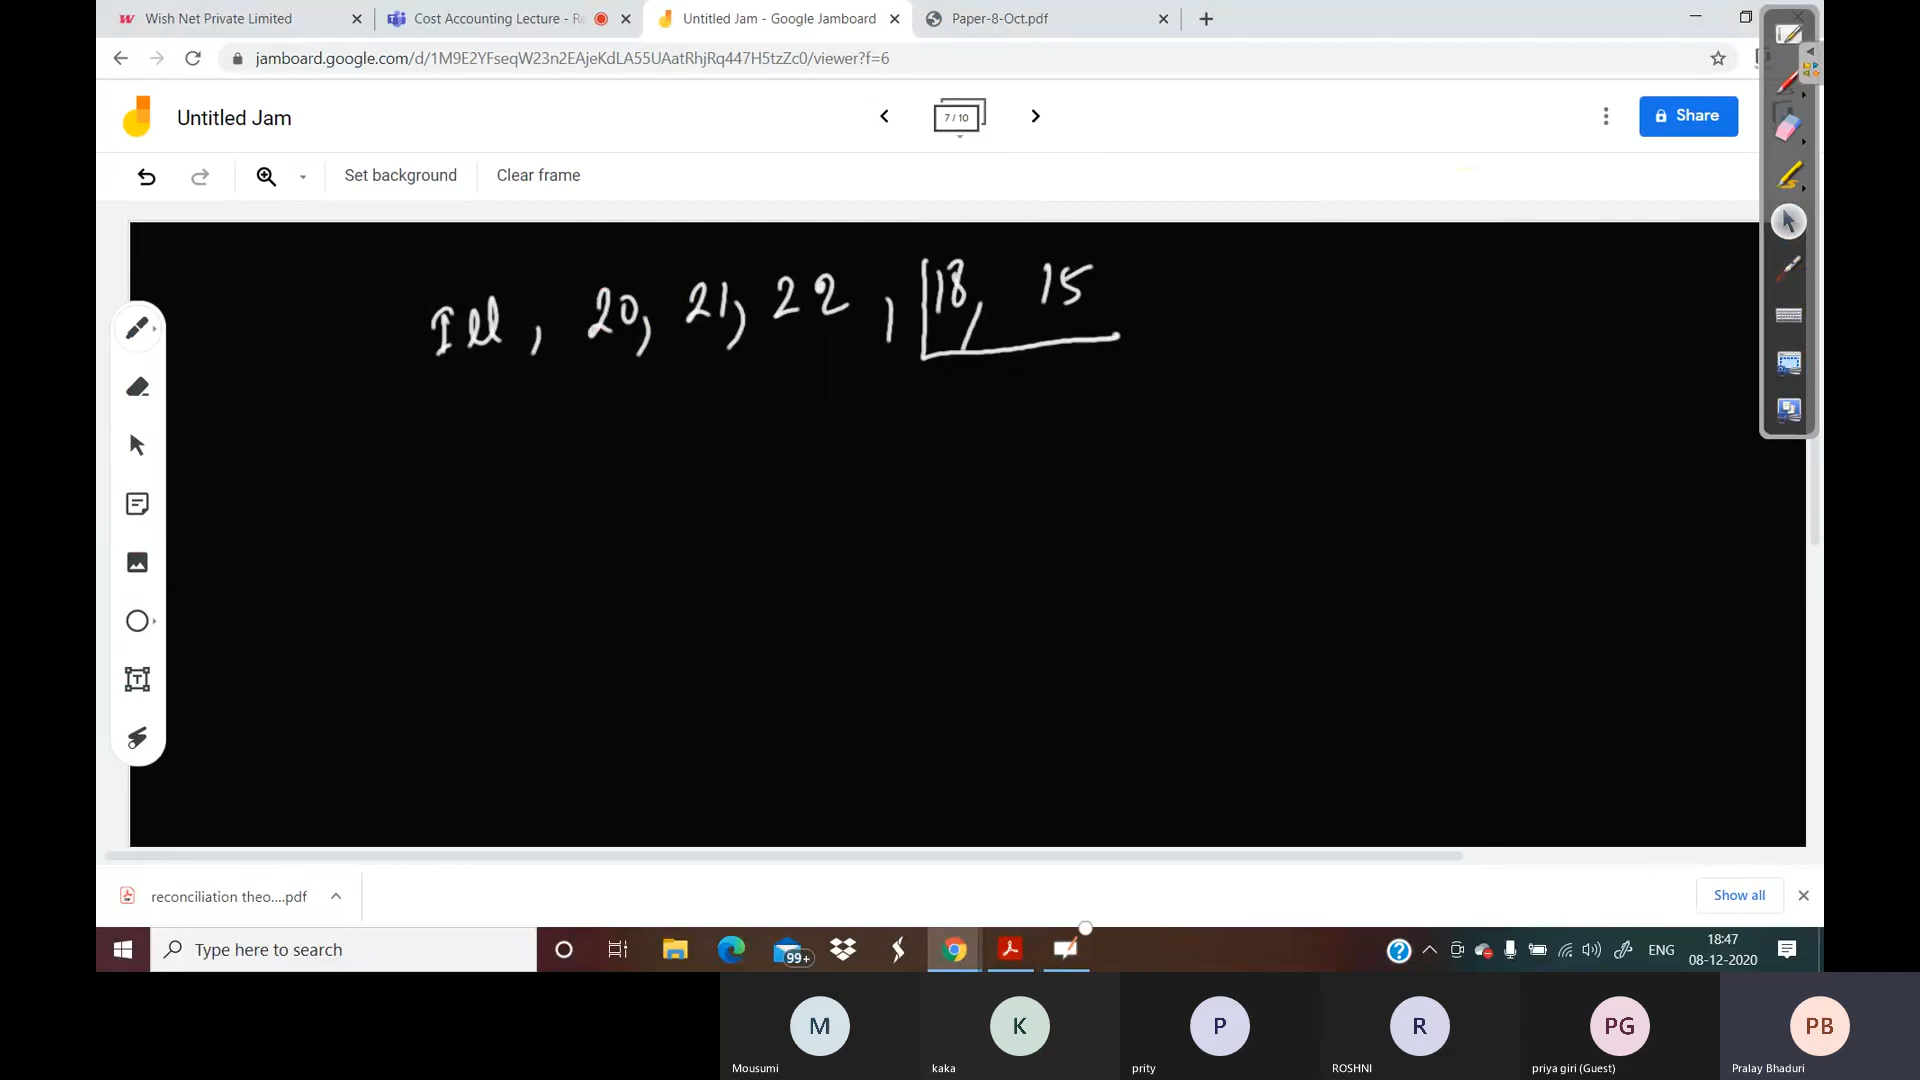 Wish Net Private Limited
Cost Accounting Lecture - Re
Untitled Jam - Google Jamboard
Paper-8-Oct.pdf
jamboard.google.com/d/1M9E2YFseqW23n2EAjeKdLA55UAatRhjRq447H5tzZc0/viewer?f=6
Untitled Jam
7 / 10
Share
Set background
Clear frame
Ill, 20, 21, 22, 18, 15
reconciliation theo....pdf
Show all
Type here to search
99+
ENG
18:47
08-12-2020
M
K
P
R
PG
PB
Mousumi
kaka
prity
ROSHNI
priya giri (Guest)
Pralay Bhaduri